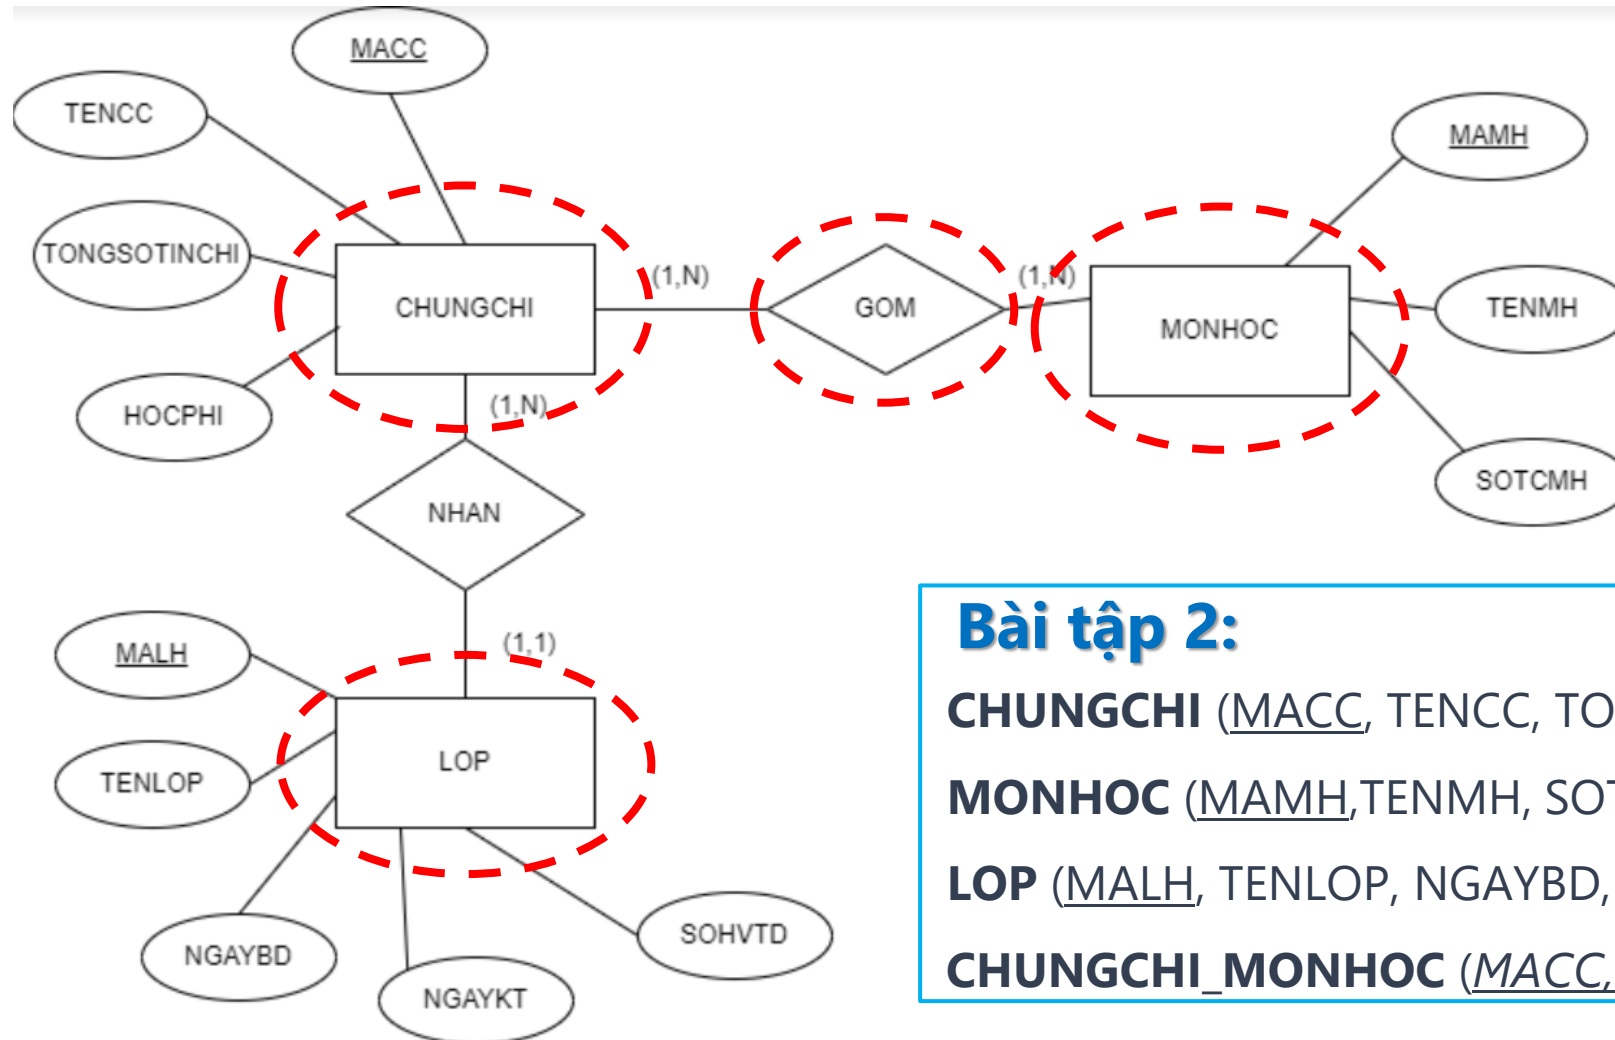 MACC
TENCC
MAMH
TONGSOTINCHI
(1,N)
(1,N)
CHUNGCHI
GOM
MONHOC
TENMH
HOCPHI
(1,N)
SOTCMH
NHAN
MALH
(1,1)
TENLOP
LOP
NGAYBD
NGAYKT
SOHVTD
Bài tập 2:
CHUNGCHI (MACC, TENCC, TO
MONHOC (MAMH,TENMH, SOT
LOP (MALH, TENLOP, NGAYBD,
CHUNGCHI_MONHOC (MACC,